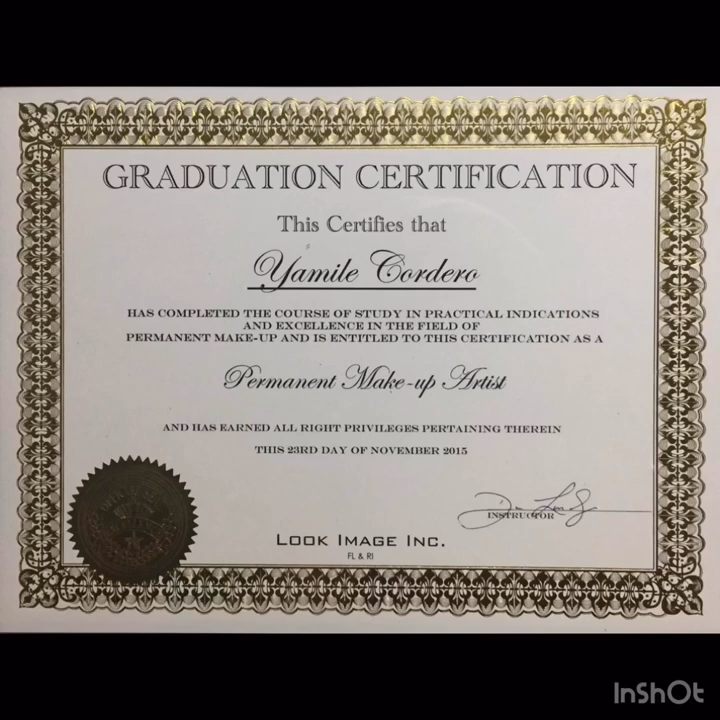 GRADUATION CERTIFICATION
This Certifies that
Yamile Cordero
HAS COMPLETED THE COURSE OF STUDY IN PRACTICAL INDICATIONS
AND EXCELLENCE IN THE FIELD OF
PERMANENT MAKE-UP AND IS ENTITLED TO THIS CERTIFICATION AS A
Permanent Make-up Artist
AND HAS EARNED ALL RIGHT PRIVILEGES PERTAINING THEREIN
THIS 23RD DAY OF NOVEMBER 2015
INSTRUCTOR
LOOK IMAGE INC.
FL & RI
InShOt